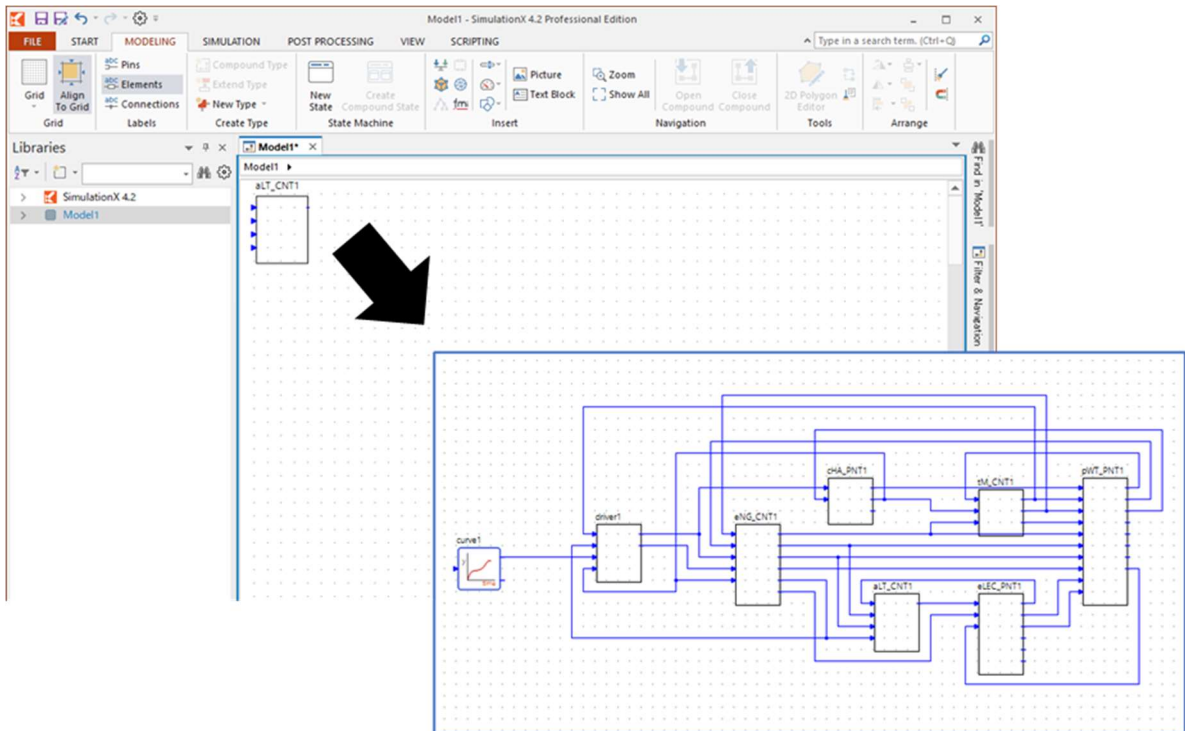 Model1 - SimulationX 4.2 Professional Edition
FILE START MODELING SIMULATION POST PROCESSING VIEW SCRIPTING Type in a search term. (Ctrl+Q)
Grid
Align To Grid
abc Pins
ABC Elements
abc Connections
Grid Labels
Compound Type
Extend Type
New Type
Create Type
New State
Create Compound State
State Machine
fmi
Picture
Text Block
Insert
Zoom
Show All
Open Compound
Close Compound
Navigation
2D Polygon Editor
Tools
Arrange
Libraries
SimulationX 4.2
Model1
Model1*
Model1
aLT_CNT1
Find in 'Model1'
Filter & Navigation
cHA_PNT1
tM_CNT1
pWT_PNT1
driver1
eNG_CNT1
curve1
y
aLT_CNT1
eLEC_PNT1